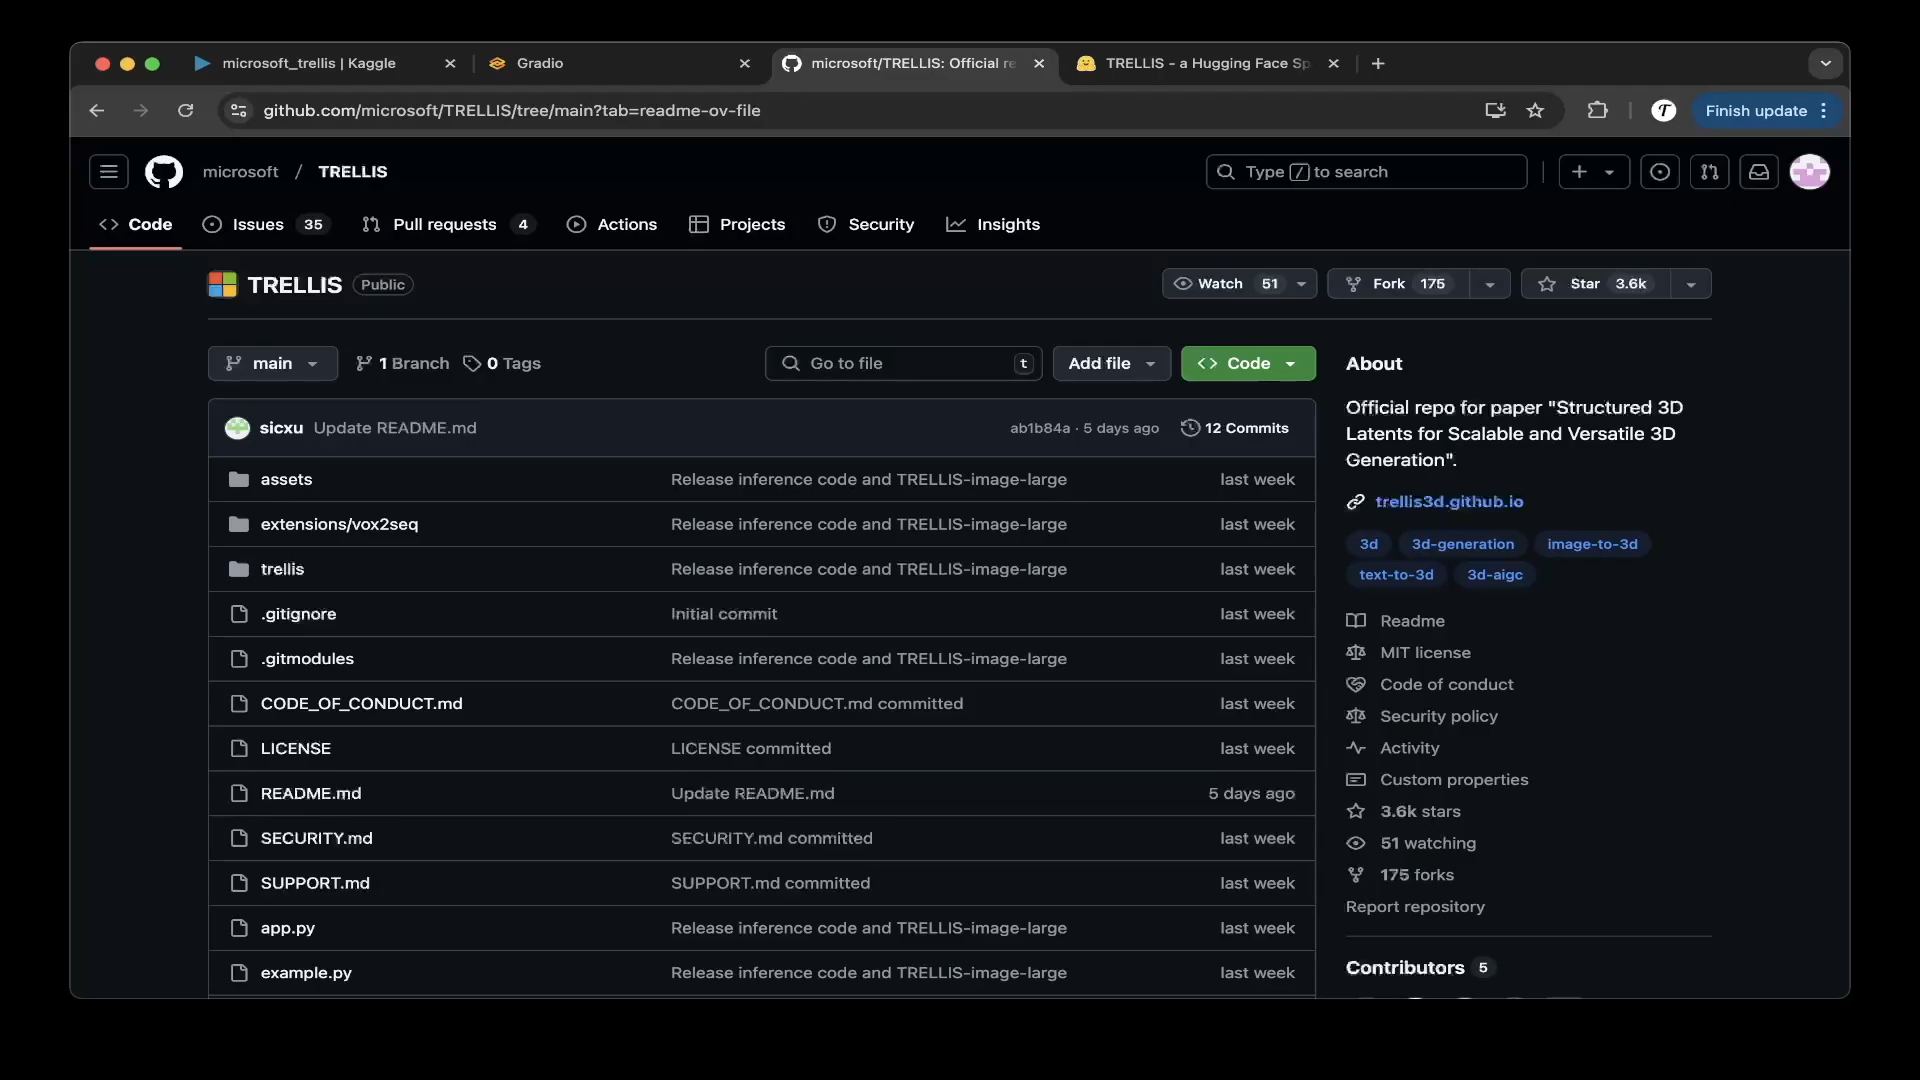 microsoft_trellis | Kaggle
Gradio
microsoft/TRELLIS: Official re
TRELLIS - a Hugging Face Sp
github.com/microsoft/TRELLIS/tree/main?tab=readme-ov-file
Finish update
microsoft / TRELLIS
Type / to search
Code
Issues 35
Pull requests 4
Actions
Projects
Security
Insights
TRELLIS Public
Watch 51
Fork 175
Star 3.6k
main
1 Branch
0 Tags
Go to file t
Add file
Code
sicxu Update README.md ab1b84a · 5 days ago 12 Commits
assets Release inference code and TRELLIS-image-large last week
extensions/vox2seq Release inference code and TRELLIS-image-large last week
trellis Release inference code and TRELLIS-image-large last week
.gitignore Initial commit last week
.gitmodules Release inference code and TRELLIS-image-large last week
CODE_OF_CONDUCT.md CODE_OF_CONDUCT.md committed last week
LICENSE LICENSE committed last week
README.md Update README.md 5 days ago
SECURITY.md SECURITY.md committed last week
SUPPORT.md SUPPORT.md committed last week
app.py Release inference code and TRELLIS-image-large last week
example.py Release inference code and TRELLIS-image-large last week
About
Official repo for paper "Structured 3D
Latents for Scalable and Versatile 3D
Generation".
trellis3d.github.io
3d 3d-generation image-to-3d
text-to-3d 3d-aigc
Readme
MIT license
Code of conduct
Security policy
Activity
Custom properties
3.6k stars
51 watching
175 forks
Report repository
Contributors 5